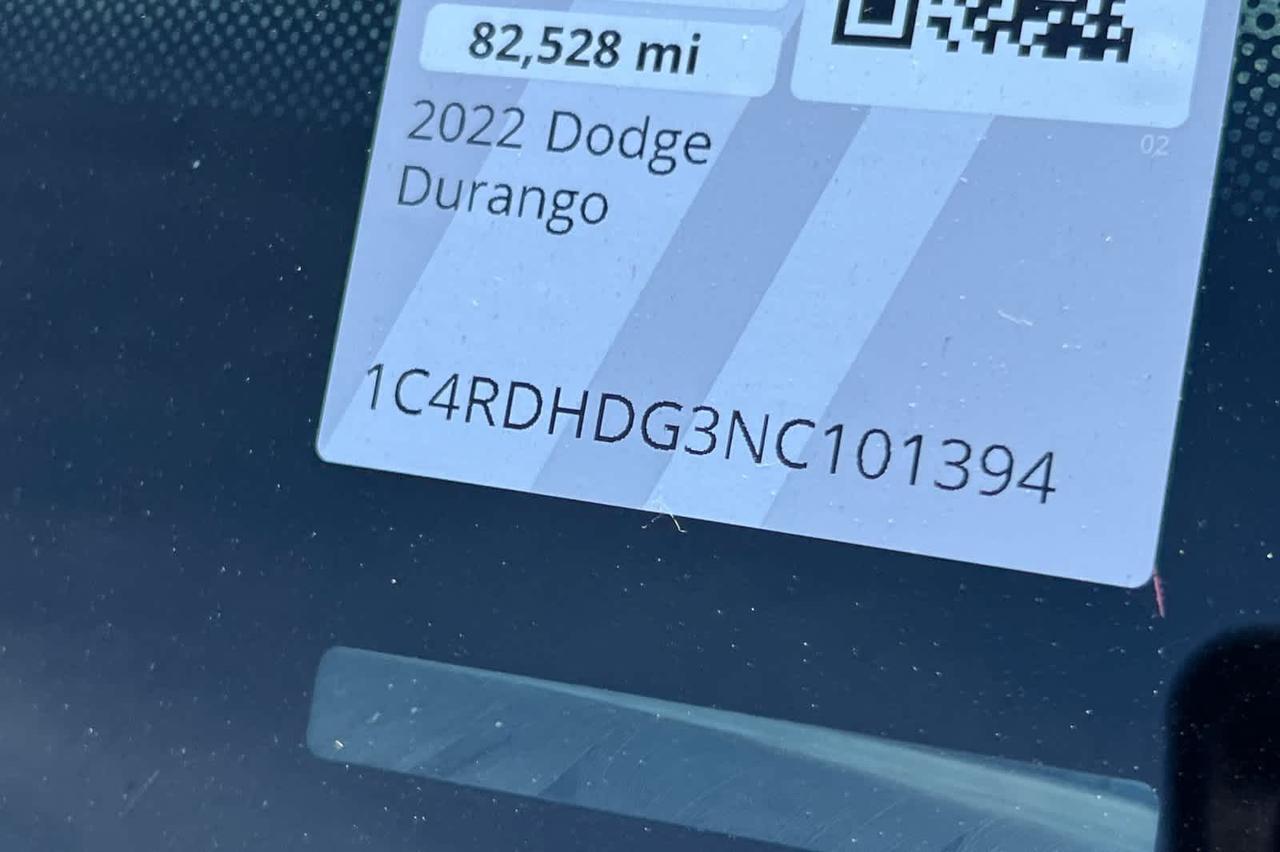 82,528 mi
02
2022 Dodge
Durango
1C4RDHDG3NC101394